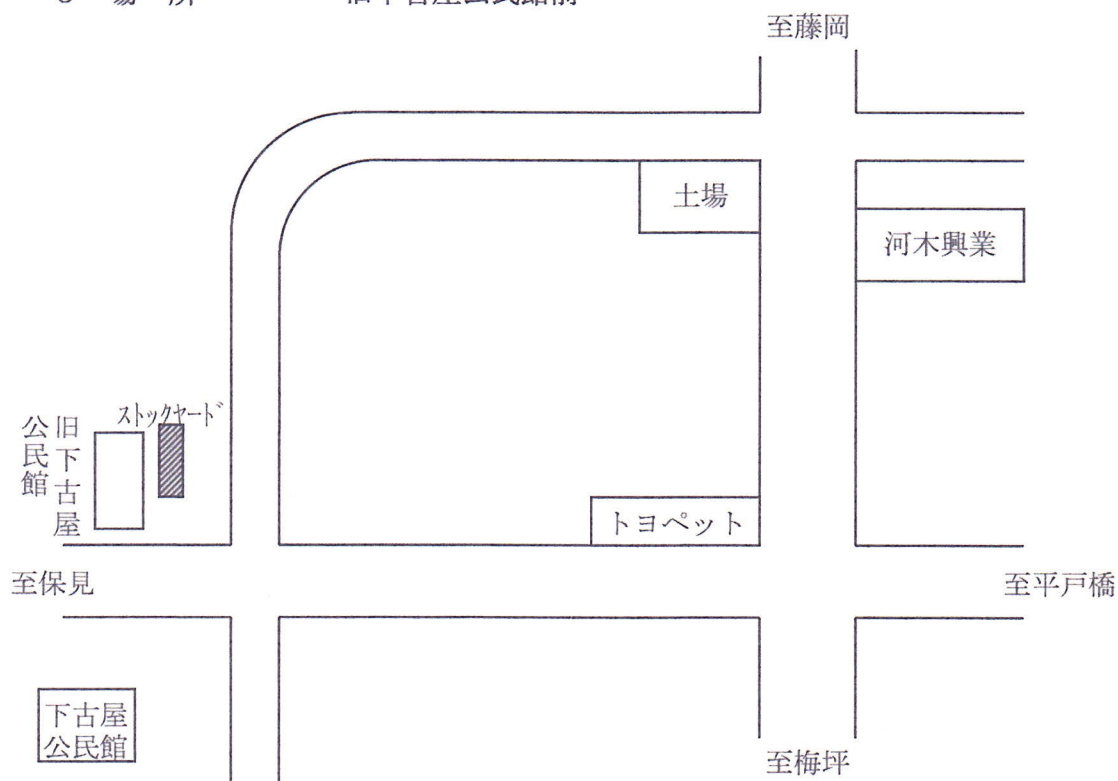 場　所
至藤岡
土場
河木興業
ストックヤード
旧下古屋
公民館
トヨペット
至保見
至平戸橋
下古屋
公民館
至梅坪